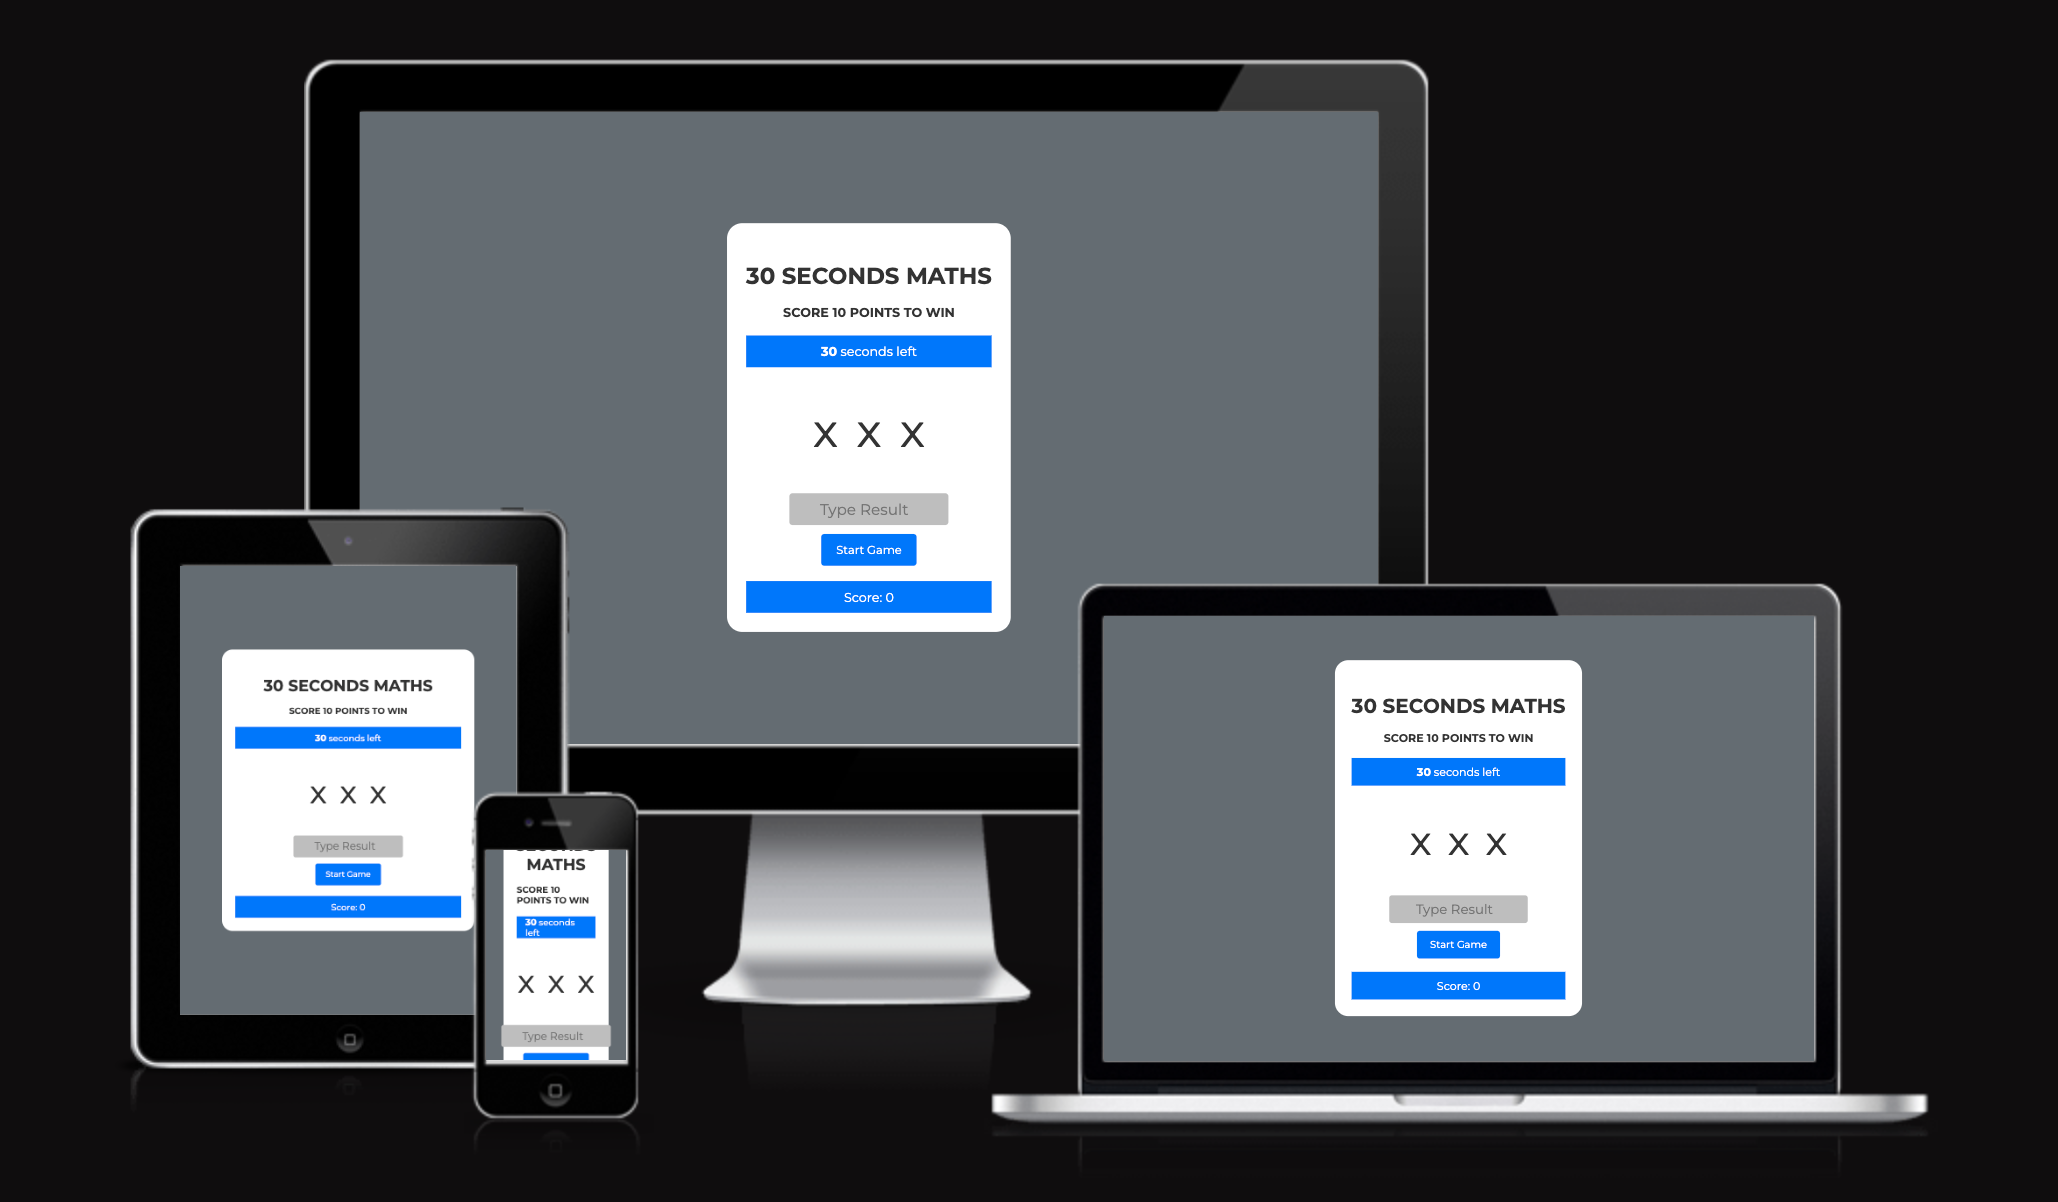 30 SECONDS MATHS
SCORE 10 POINTS TO WIN
30 seconds left
X X X
Type Result
Start Game
Score: 0
30 SECONDS MATHS
SCORE 10 POINTS TO WIN
30 seconds left
X X X
Type Result
Start Game
Score: 0
SECONDS
MATHS
SCORE 10
POINTS TO WIN
30 seconds
left
X X X
Type Result
30 SECONDS MATHS
SCORE 10 POINTS TO WIN
30 seconds left
X X X
Type Result
Start Game
Score: 0